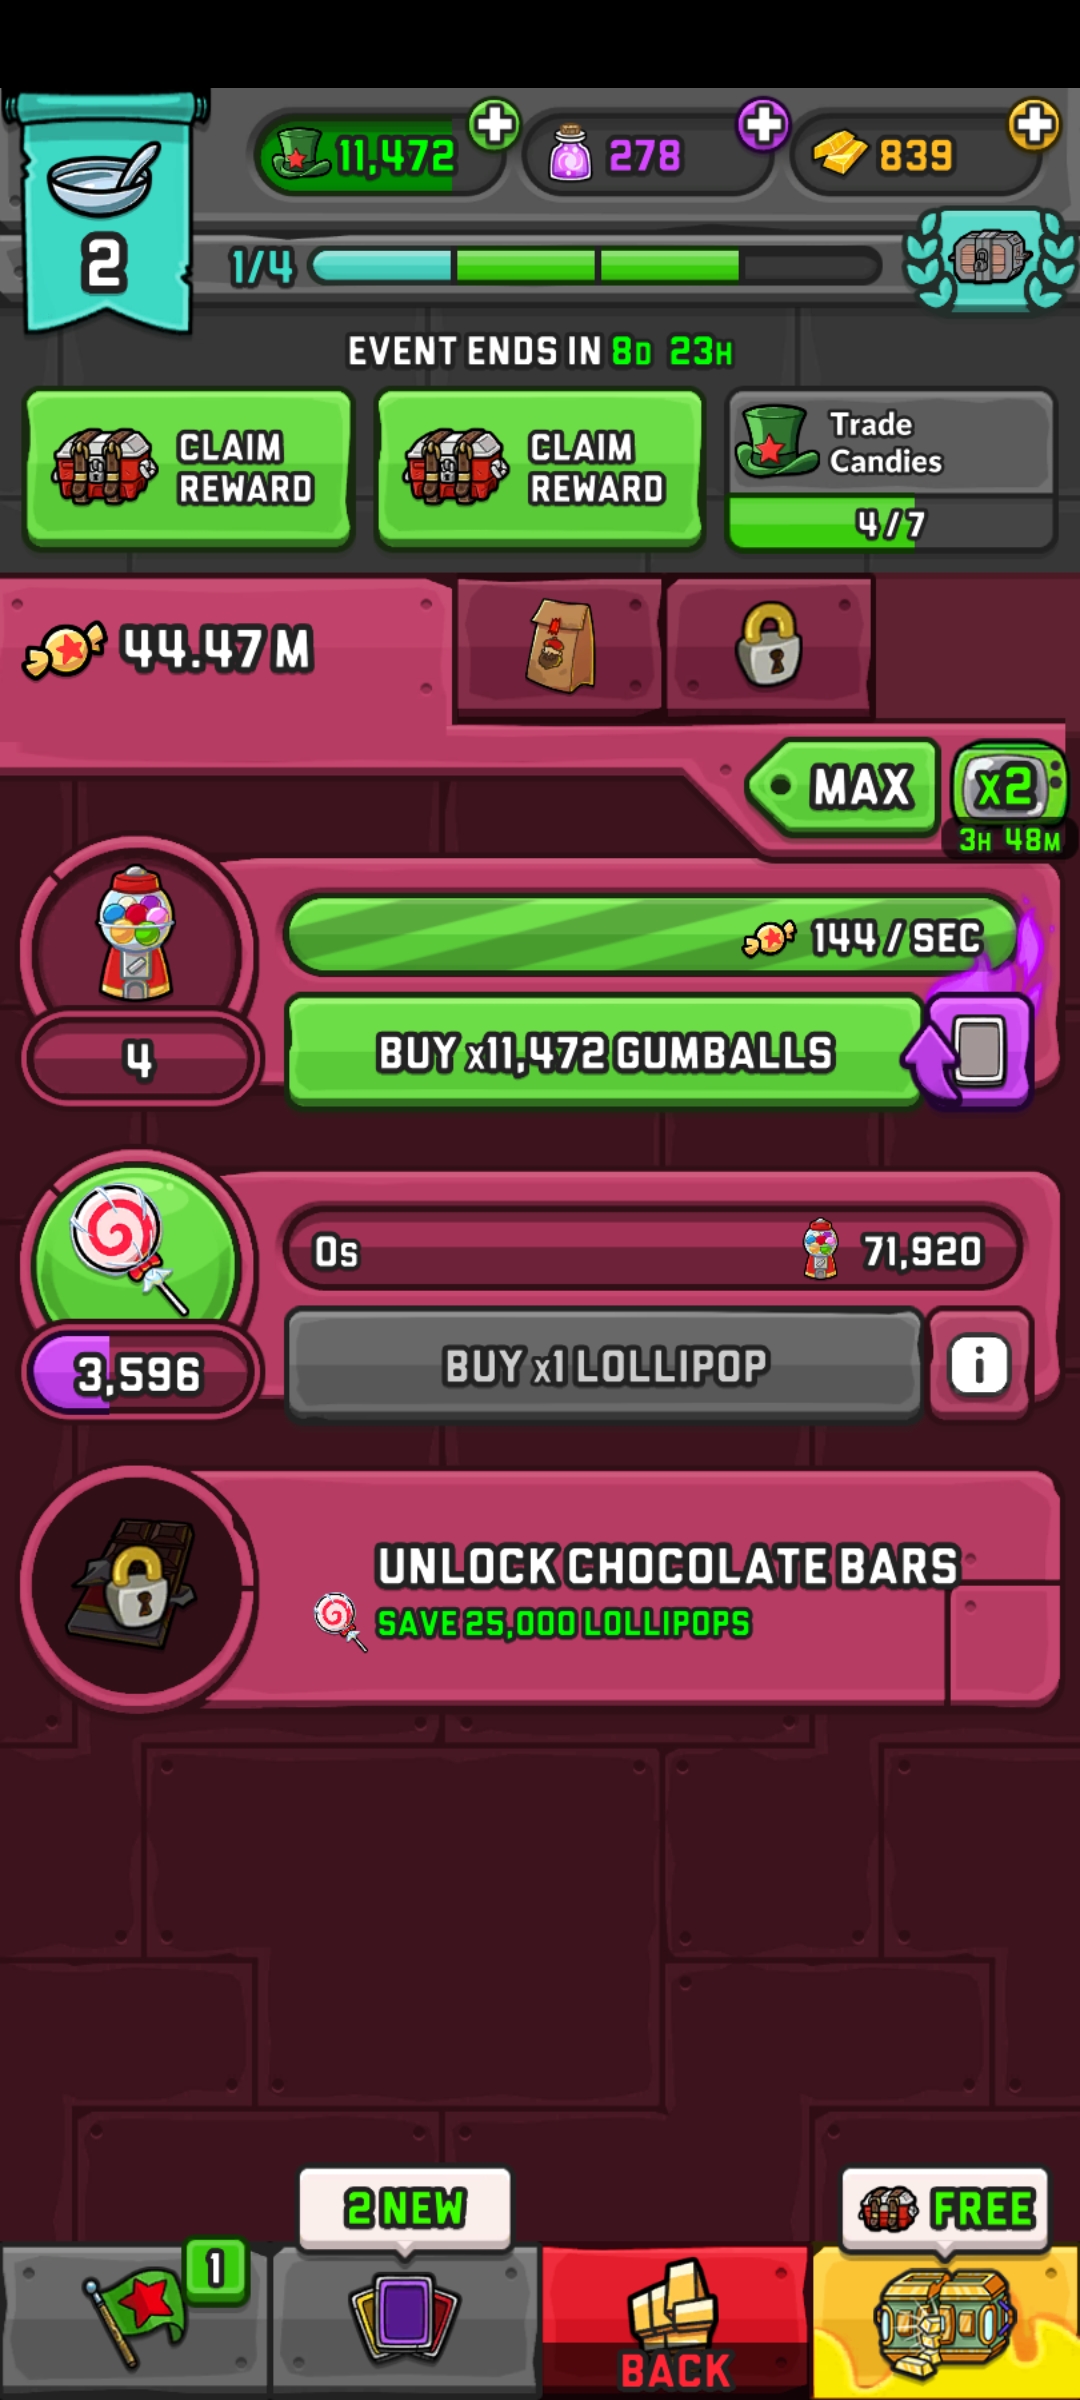 11,472
278
839
2
1/4
EVENT ENDS IN 8D 23H
CLAIM
REWARD
CLAIM
REWARD
Trade
Candies
4/7
44.47 M
MAX
x2
3H 48M
144 / SEC
4
BUY x11,472 GUMBALLS
0s
71,920
3,596
BUY x1 LOLLIPOP
i
UNLOCK CHOCOLATE BARS
SAVE 25,000 LOLLIPOPS
2 NEW
FREE
1
BACK